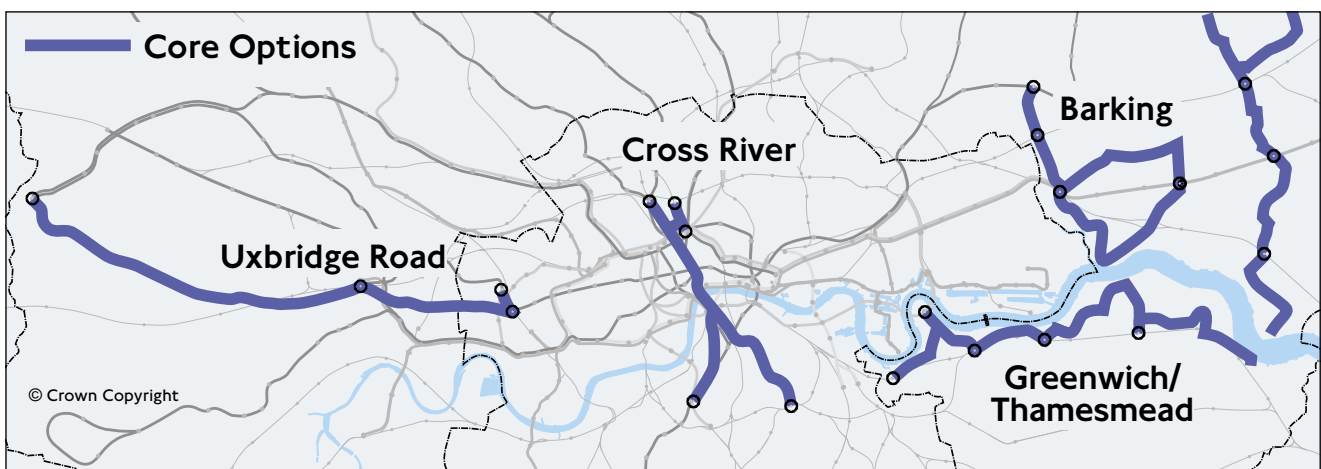 Core Options
Barking
Cross River
Uxbridge Road
Greenwich/
Thamesmead
© Crown Copyright